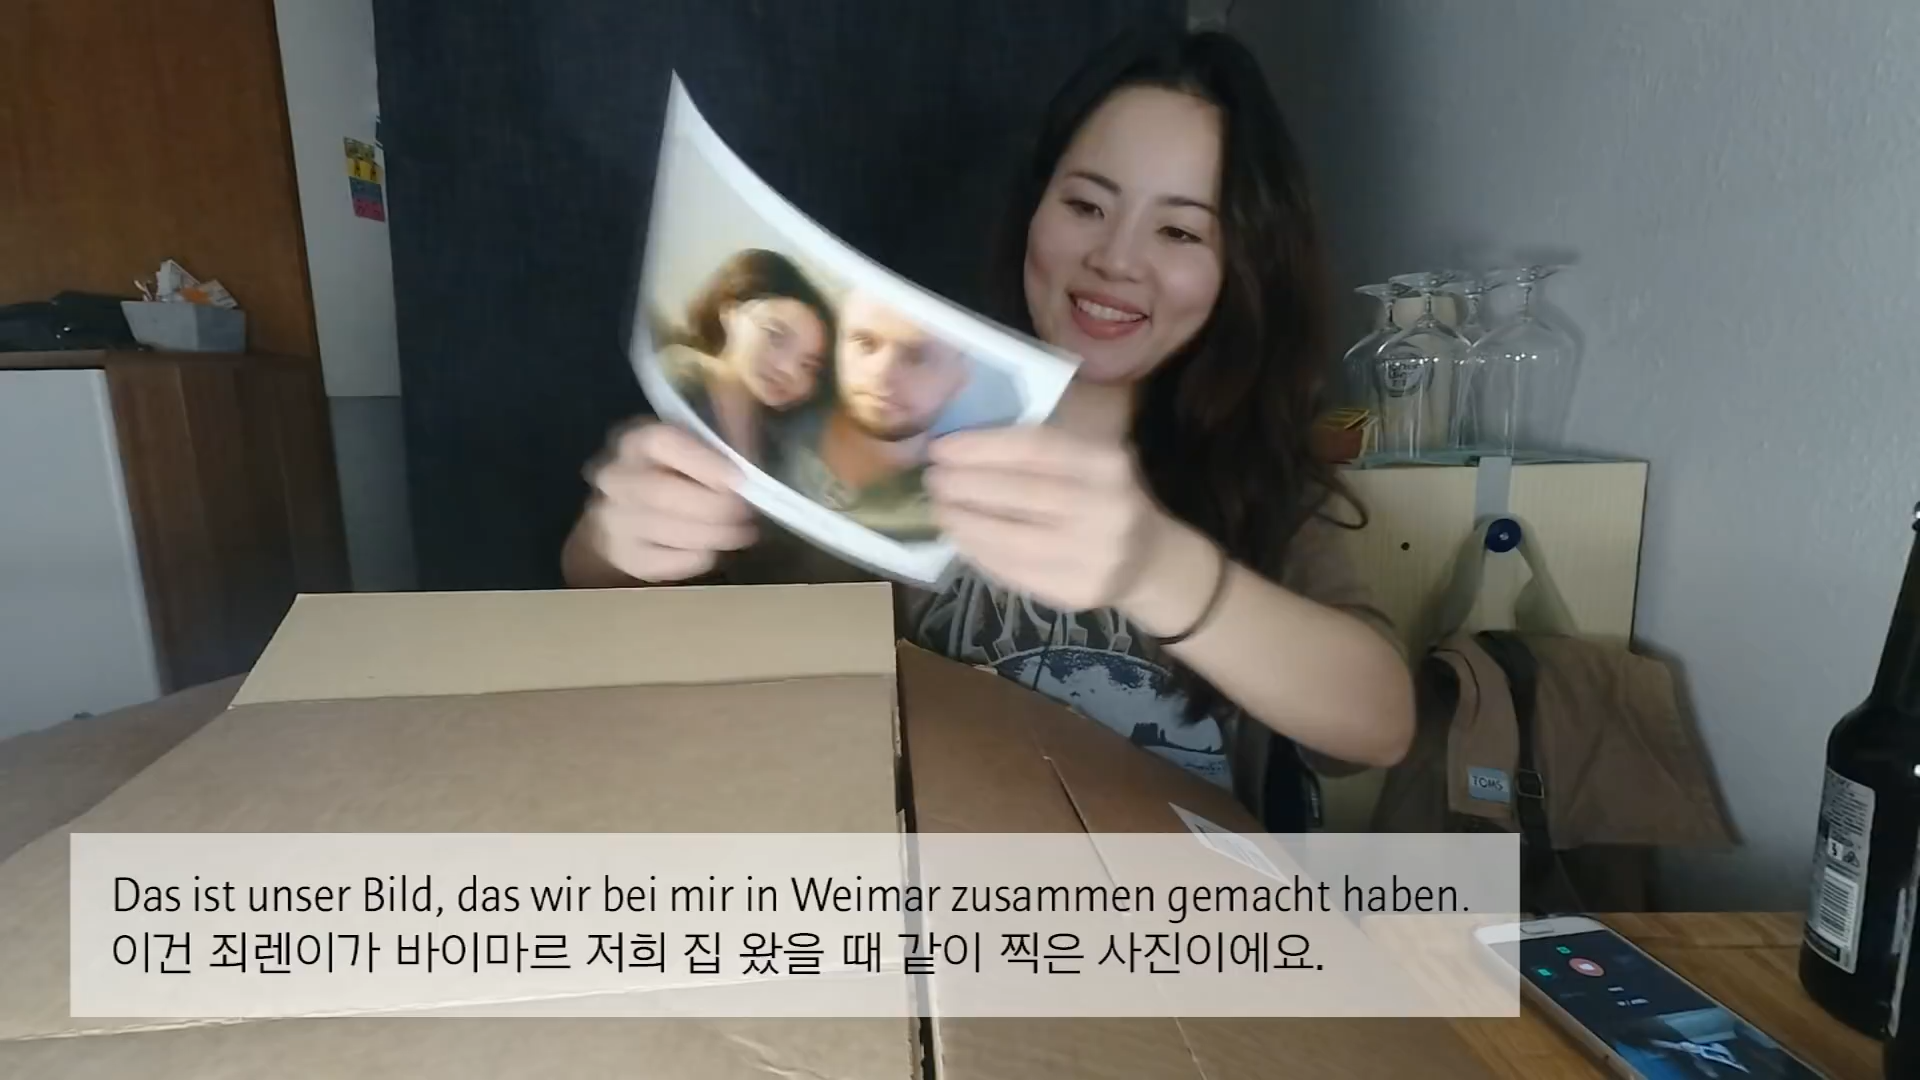 Das ist unser Bild, das wir bei mir in Weimar zusammen gemacht haben.
이건 죄렌이가 바이마르 저희 집 왔을 때 같이 찍은 사진이에요.
TOMS